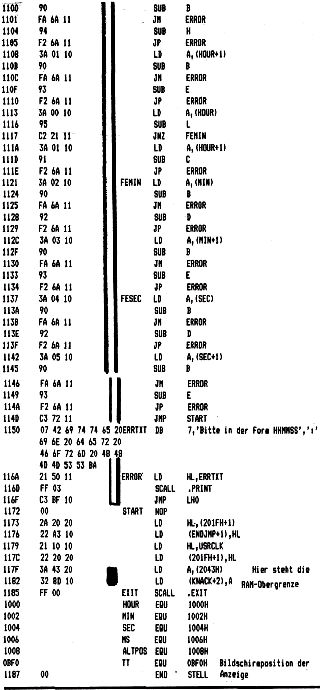 1100 90 SUB B
1101 FA 6A 11 JM ERROR
1104 94 SUB H
1105 F2 6A 11 JP ERROR
1108 3A 01 10 LD A,(HOUR+1)
110B 90 SUB B
110C FA 6A 11 JM ERROR
110F 93 SUB E
1110 F2 6A 11 JP ERROR
1113 3A 00 10 LD A,(HOUR)
1116 95 SUB L
1117 C2 21 11 JNZ FEMIN
111A 3A 01 10 LD A,(HOUR+1)
111D 91 SUB C
111E F2 6A 11 JP ERROR
1121 3A 02 10 FEMIN LD A,(MIN)
1124 90 SUB B
1125 FA 6A 11 JM ERROR
1128 92 SUB D
1129 F2 6A 11 JP ERROR
112C 3A 03 10 LD A,(MIN+1)
112F 90 SUB B
1130 FA 6A 11 JM ERROR
1133 93 SUB E
1134 F2 6A 11 JP ERROR
1137 3A 04 10 FESEC LD A,(SEC)
113A 90 SUB B
113B FA 6A 11 JM ERROR
113E 92 SUB D
113F F2 6A 11 JP ERROR
1142 3A 05 10 LD A,(SEC+1)
1145 90 SUB B
1146 FA 6A 11 JM ERROR
1149 93 SUB E
114A F2 6A 11 JP ERROR
114D C3 72 11 JMP START
1150 07 42 69 74 74 65 20 ERRTXT DB 7,'Bitte in der Form HHMMSS',':'
69 6E 20 64 65 72 20
46 6F 72 6D 20 48 48
4D 4D 53 53 BA
116A 21 50 11 ERROR LD HL,ERRTXT
116D FF 03 SCALL .PRINT
116F C3 BF 10 JMP LHO
1172 00 START NOP
1173 2A 20 20 LD HL,(201FH+1)
1176 22 A3 10 LD (ENDJMP+1),HL
1179 21 10 10 LD HL,USRCLK
117C 22 20 20 LD (201FH+1),HL
117F 3A 43 20 LD A,(2043H) Hier steht die
1182 32 8D 10 LD (KNACK+2),A RAM-Obergrenze
1185 FF 00 EXIT SCALL .EXIT
1000 HOUR EQU 1000H
1002 MIN EQU 1002H
1004 SEC EQU 1004H
1006 MS EQU 1006H
1008 ALTPOS EQU 1008H
0BF0 TT EQU 0BF0H Bildschirmposition der
1187 00 END STELL Anzeige